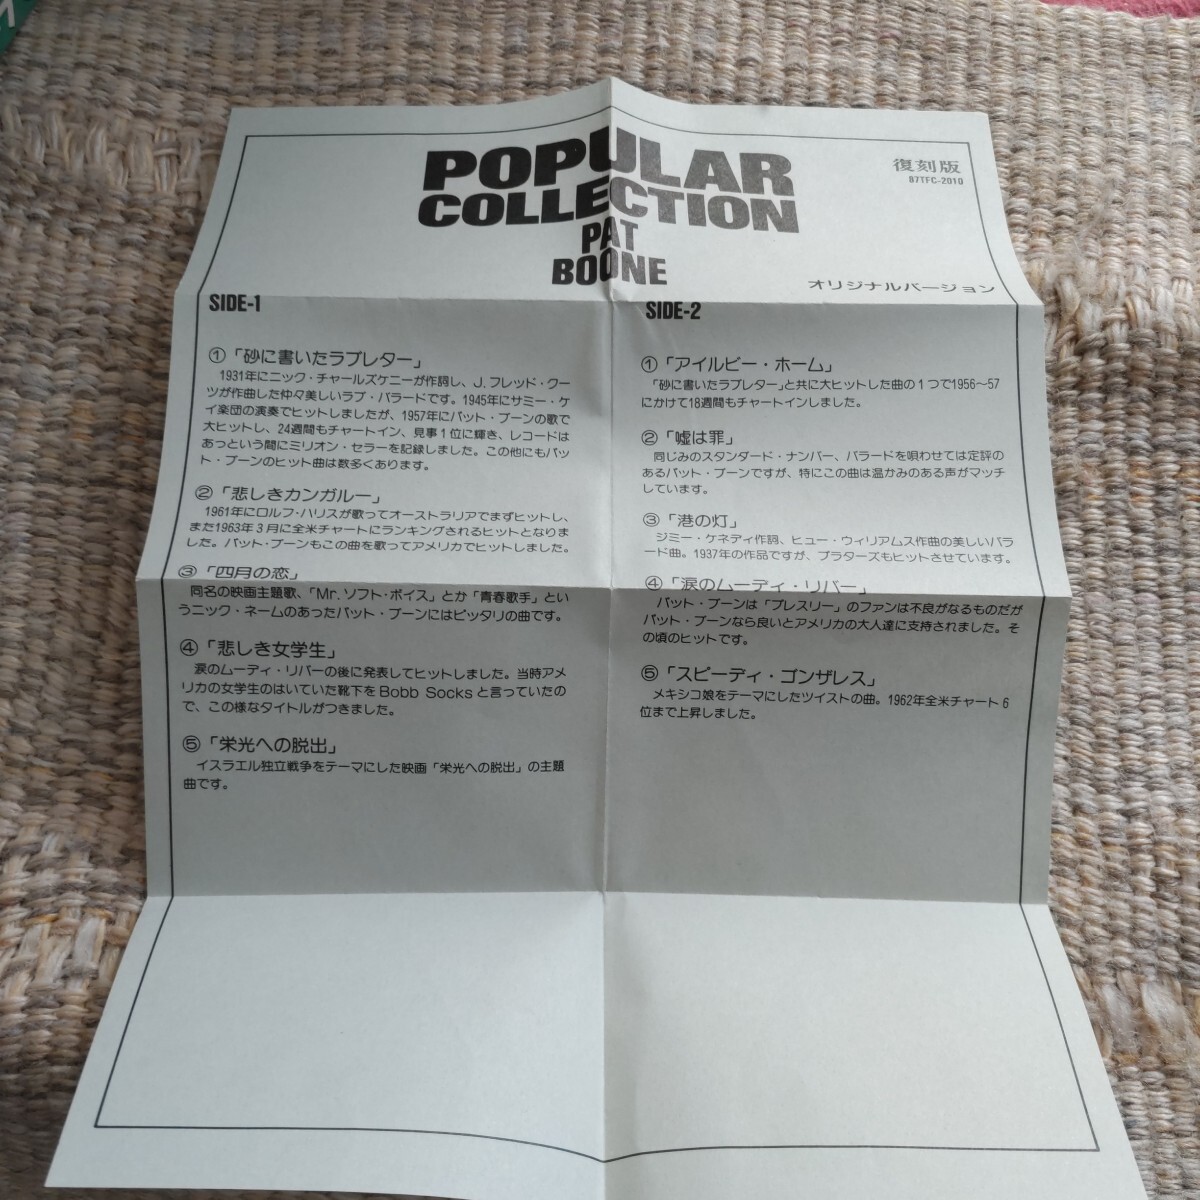 POPULAR
COLLECTION
PAT
BOONE
復刻版
87TFC-2010
オリジナルバージョン
SIDE-1
①「砂に書いたラブレター」
1931年にニック・チャールズケニーが作詞し、J. フレッド・クー
ツが作曲した仲々美しいラブ・バラードです。1945年にサミー・ケ
イ楽団の演奏でヒットしましたが、1957年にパット・ブーンの歌で
大ヒットし、24週間もチャートイン、見事1位に輝き、レコードは
あっという間にミリオン・セラーを記録しました。この他にもパッ
ト・ブーンのヒット曲は数多くあります。
②「悲しきカンガルー」
1961年にロルフ・ハリスが歌ってオーストラリアでまずヒットし、
また1963年3月に全米チャートにランキングされるヒットとなりま
した。パット・ブーンもこの曲を歌ってアメリカでヒットしました。
③「四月の恋」
同名の映画主題歌、「Mr. ソフト・ボイス」とか「青春歌手」とい
うニック・ネームのあったパット・ブーンにはピッタリの曲です。
④「悲しき女学生」
涙のムーディ・リバーの後に発表してヒットしました。当時アメ
リカの女学生のはいていた靴下をBobb Socksと言っていたの
で、この様なタイトルがつきました。
⑤「栄光への脱出」
イスラエル独立戦争をテーマにした映画「栄光への脱出」の主題
曲です。
SIDE-2
①「アイルビー・ホーム」
「砂に書いたラブレター」と共に大ヒットした曲の1つで1956〜57
にかけて18週間もチャートインしました。
②「嘘は罪」
同じみのスタンダード・ナンバー、バラードを唄わせては定評の
あるパット・ブーンですが、特にこの曲は温かみのある声がマッチ
しています。
③「港の灯」
ジミー・ケネディ作詞、ヒュー・ウィリアムス作曲の美しいバラ
ード曲。1937年の作品ですが、プラターズもヒットさせています。
④「涙のムーディ・リバー」
パット・ブーンは「プレスリー」のファンは不良がなるものだが
パット・ブーンなら良いとアメリカの大人達に支持されました。そ
の頃のヒットです。
⑤「スピーディ・ゴンザレス」
メキシコ娘をテーマにしたツイストの曲。1962年全米チャート6
位まで上昇しました。